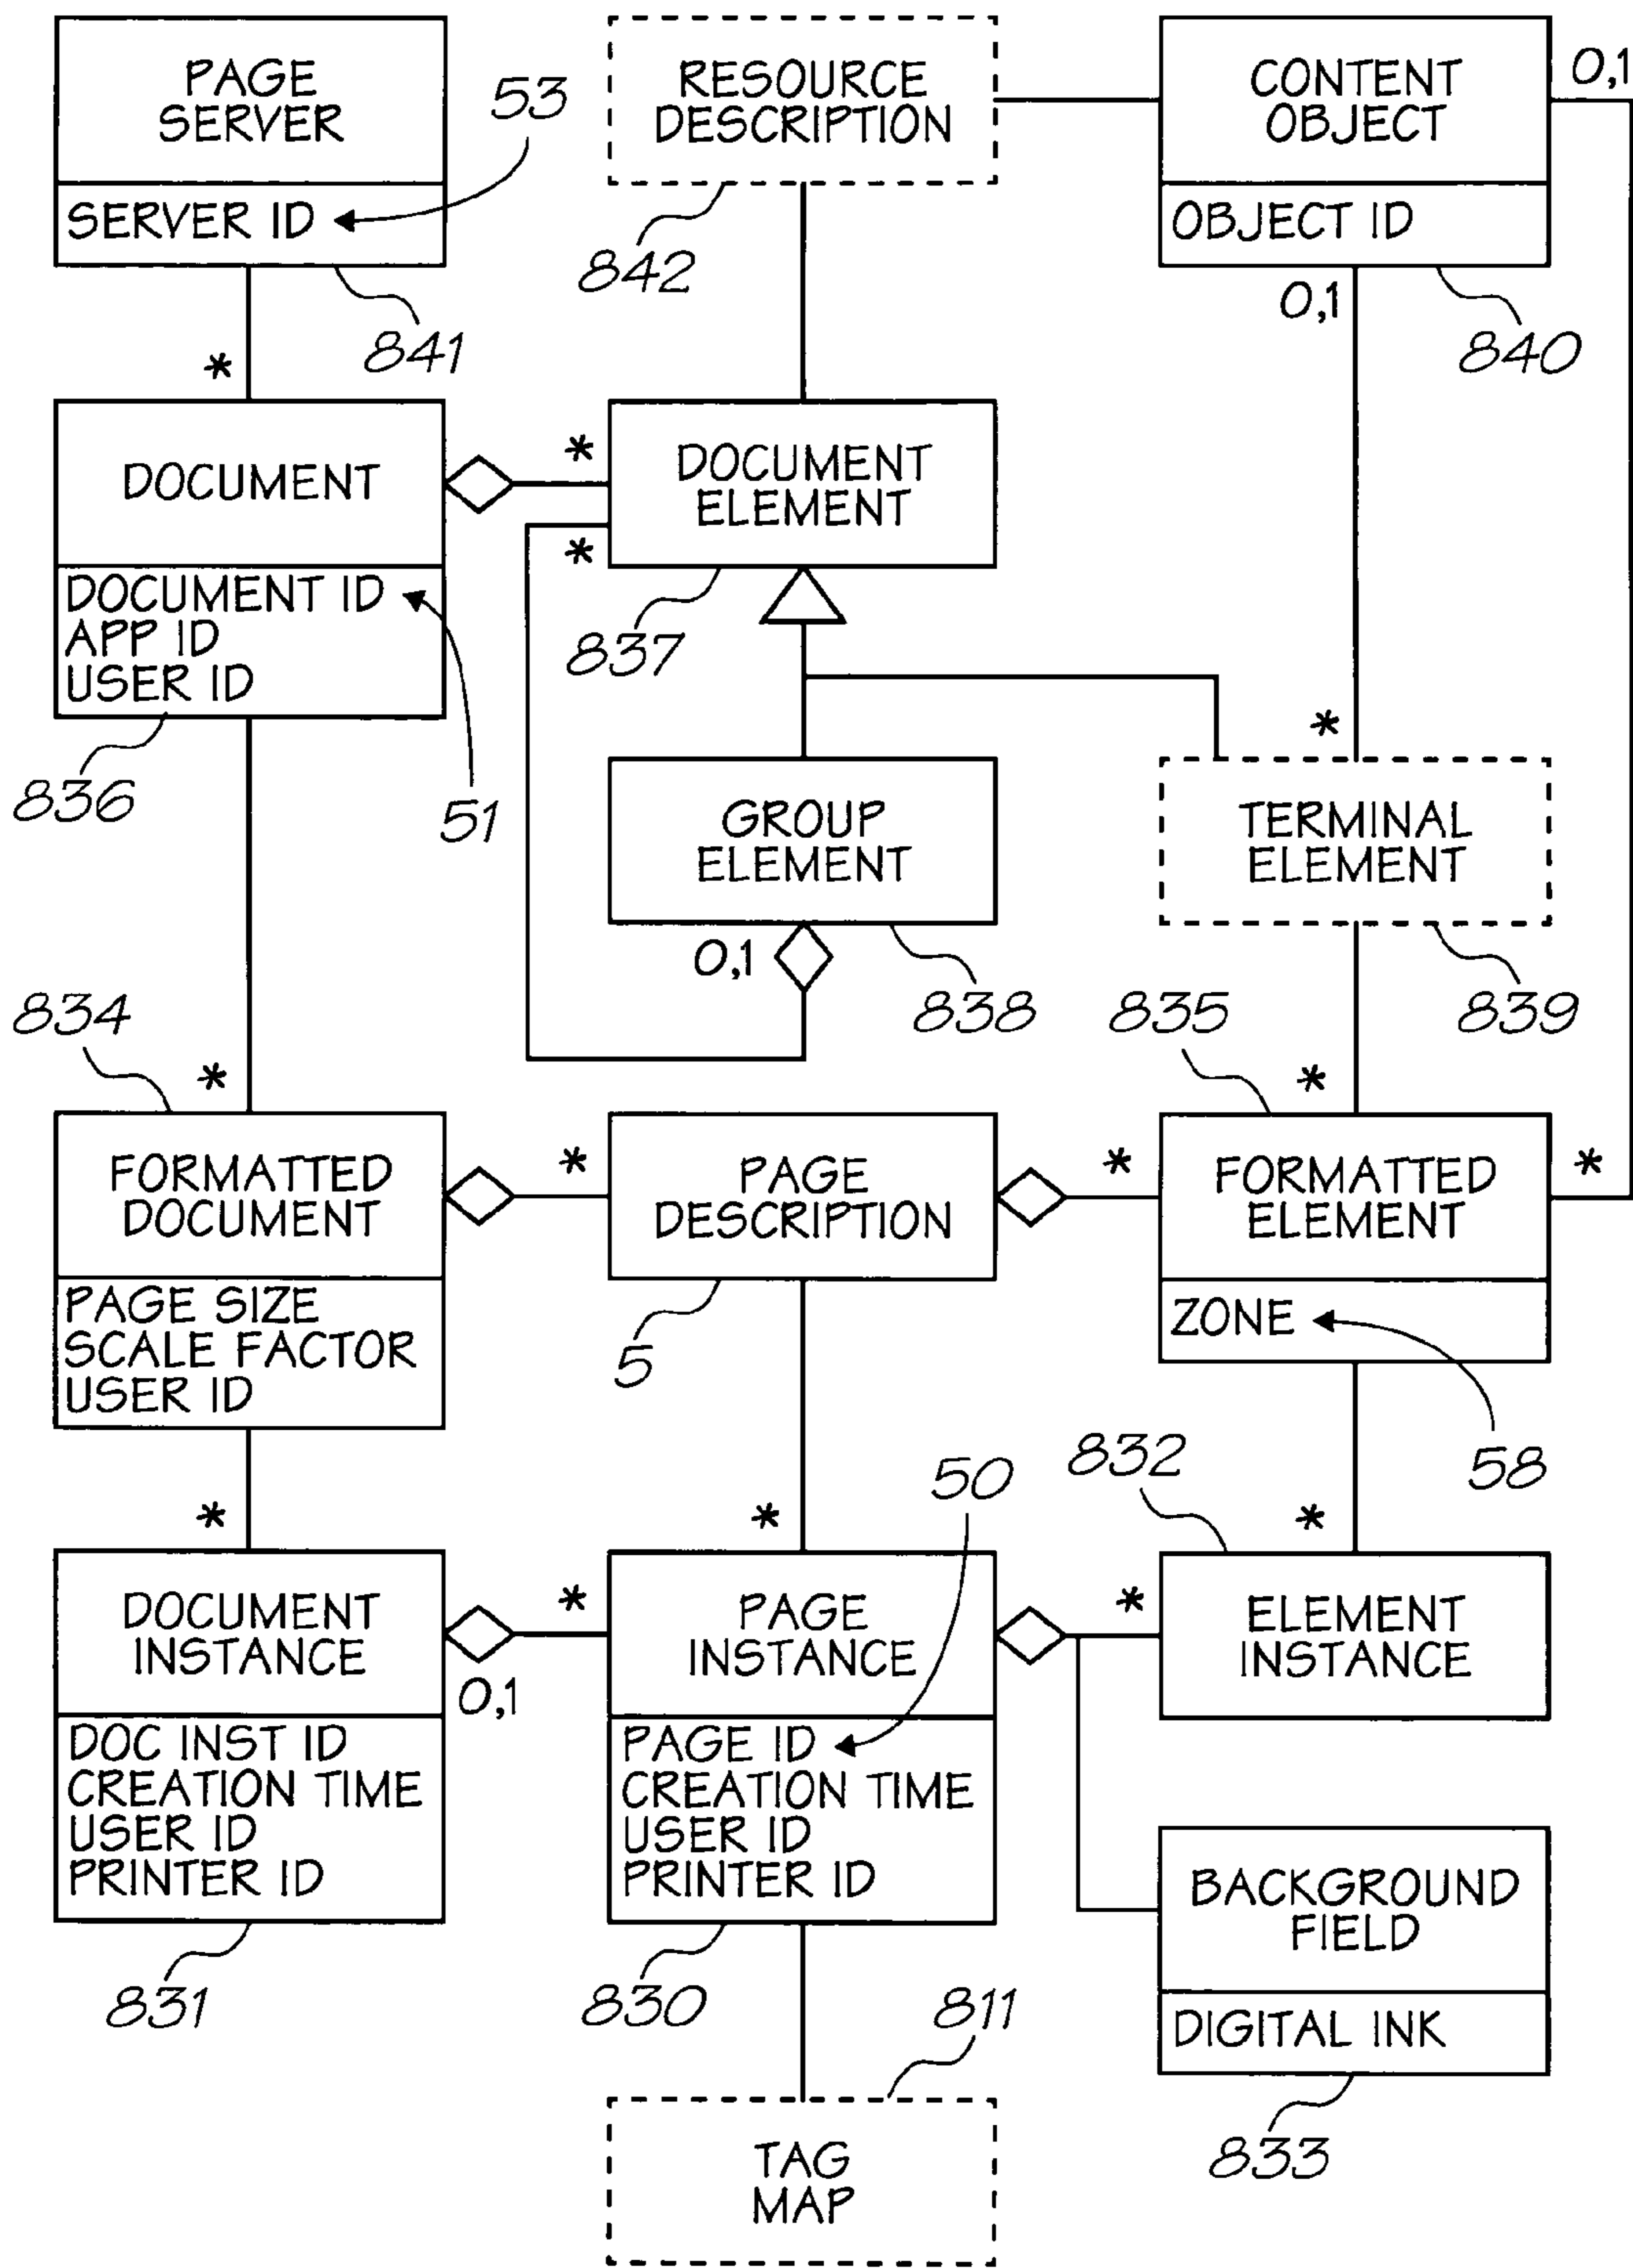 PAGE
SERVER
SERVER ID
53
841
RESOURCE
DESCRIPTION
842
CONTENT
OBJECT
OBJECT ID
0,1
0,1
840
*
DOCUMENT
DOCUMENT ID
APP ID
USER ID
836
51
*
*
DOCUMENT
ELEMENT
837
GROUP
ELEMENT
0,1
838
*
TERMINAL
ELEMENT
839
834
*
FORMATTED
DOCUMENT
PAGE SIZE
SCALE FACTOR
USER ID
*
PAGE
DESCRIPTION
5
835
*
*
*
FORMATTED
ELEMENT
ZONE
58
*
DOCUMENT
INSTANCE
DOC INST ID
CREATION TIME
USER ID
PRINTER ID
831
0,1
*
*
50
PAGE
INSTANCE
PAGE ID
CREATION TIME
USER ID
PRINTER ID
830
832
*
*
ELEMENT
INSTANCE
BACKGROUND
FIELD
DIGITAL INK
833
811
TAG
MAP